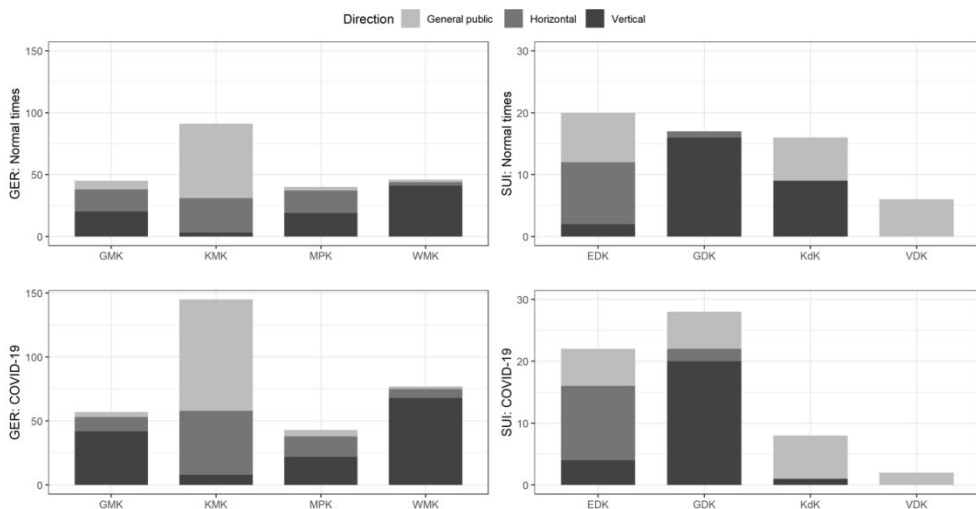 Direction General public Horizontal Vertical
GER: Normal times
150
100
50
0
GMK KMK MPK WMK
SUI: Normal times
30
20
10
0
EDK GDK KdK VDK
GER: COVID-19
150
100
50
0
GMK KMK MPK WMK
SUI: COVID-19
30
20
10
0
EDK GDK KdK VDK